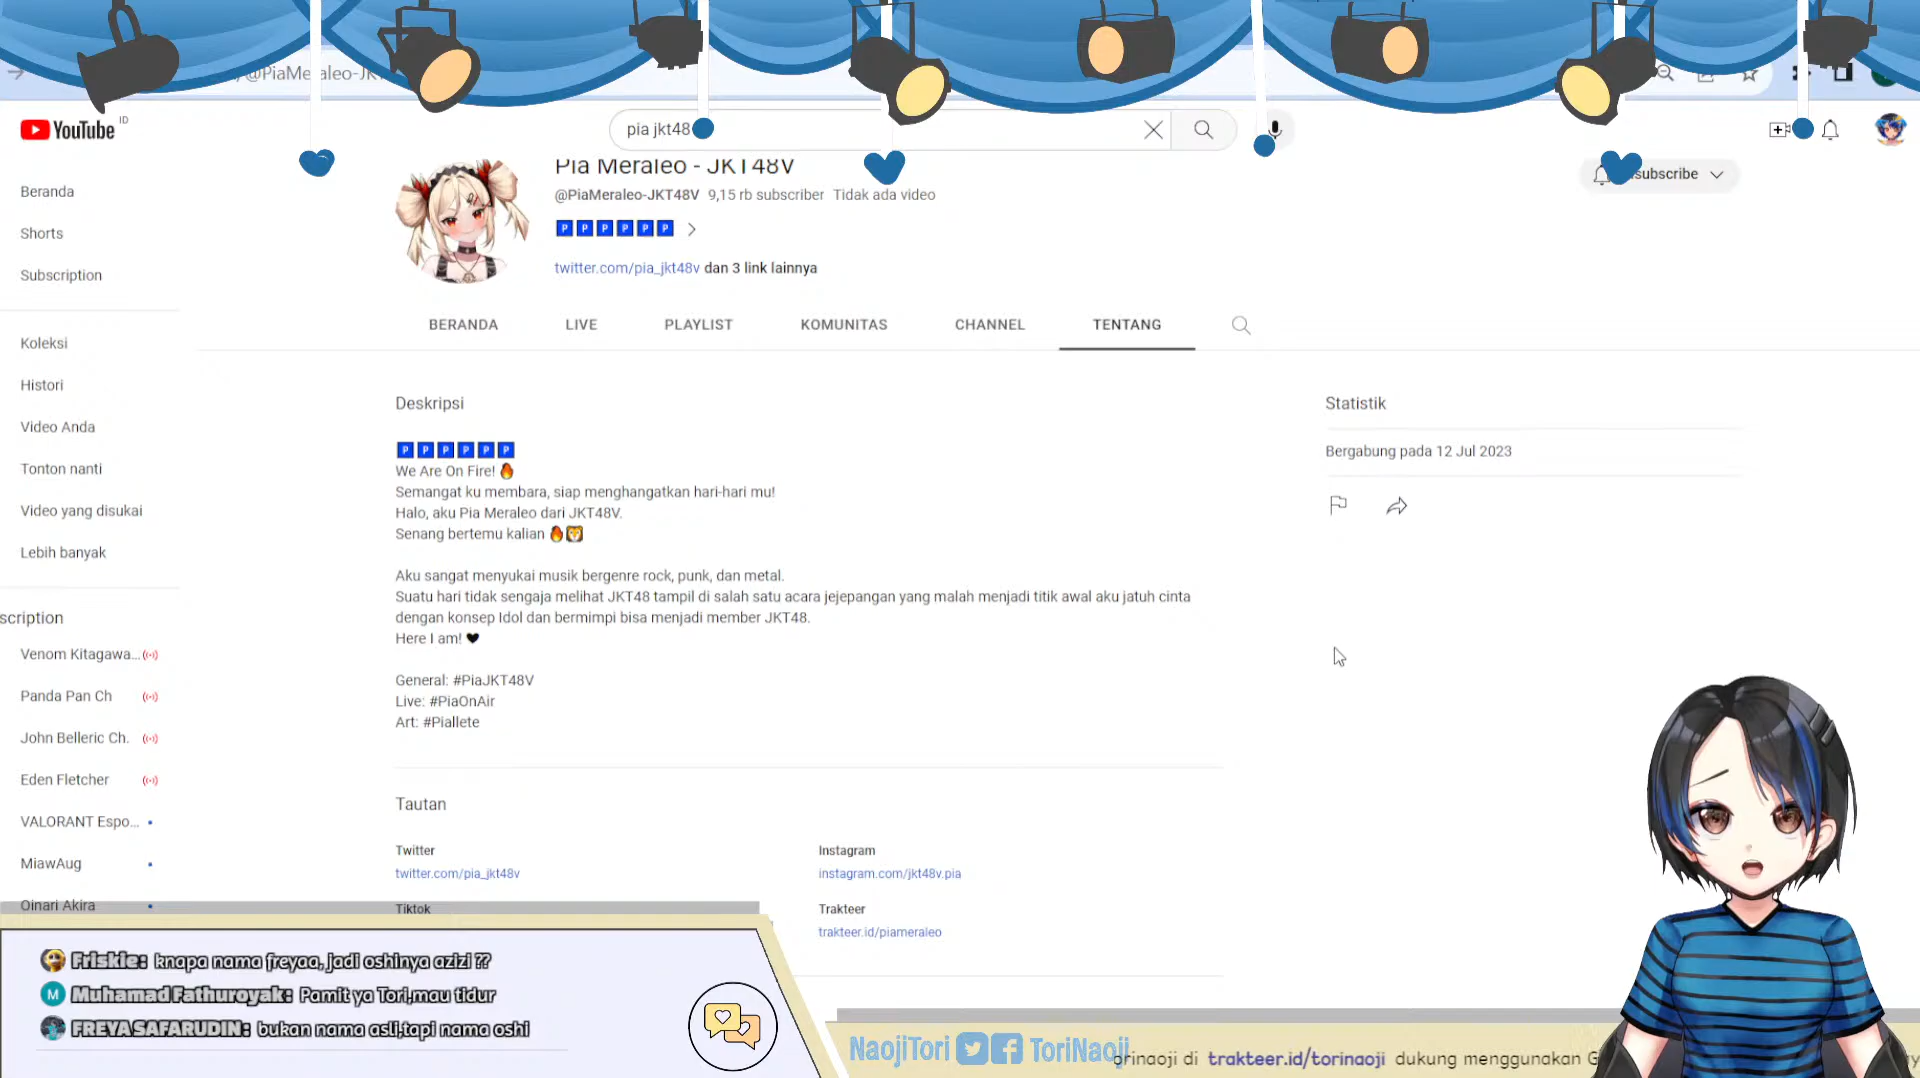 @PiaMeraleo-JK
YouTube ID
pia jkt48
Beranda
Shorts
Subscription
Koleksi
Histori
Video Anda
Tonton nanti
Video yang disukai
Lebih banyak
scription
Venom Kitagawa...
Panda Pan Ch
John Belleric Ch.
Eden Fletcher
VALORANT Espo...
MiawAug
Oinari Akira
Pia Meraleo - JKT48V
@PiaMeraleo-JKT48V 9,15 rb subscriber Tidak ada video
🅿🅿🅿🅿🅿🅿
twitter.com/pia_jkt48v dan 3 link lainnya
subscribe
BERANDA LIVE PLAYLIST KOMUNITAS CHANNEL TENTANG
Deskripsi
🅿🅿🅿🅿🅿🅿
We Are On Fire! 🔥
Semangat ku membara, siap menghangatkan hari-hari mu!
Halo, aku Pia Meraleo dari JKT48V.
Senang bertemu kalian 🔥🦁
Aku sangat menyukai musik bergenre rock, punk, dan metal.
Suatu hari tidak sengaja melihat JKT48 tampil di salah satu acara jejepangan yang malah menjadi titik awal aku jatuh cinta
dengan konsep Idol dan bermimpi bisa menjadi member JKT48.
Here I am! 🖤
General: #PiaJKT48V
Live: #PiaOnAir
Art: #Piallete
Statistik
Bergabung pada 12 Jul 2023
Tautan
Twitter
twitter.com/pia_jkt48v
Instagram
instagram.com/jkt48v.pia
Tiktok
Trakteer
trakteer.id/piameraleo
Friskie: knapa nama freyaa, jadi oshinya azizi ??
M Muhamad Fathuroyak: Pamit ya Tori,mau tidur
FREYA SAFARUDIN: bukan nama asli,tapi nama oshi
NaojiTori ToriNaoji
orinaoji di trakteer.id/torinaoji dukung menggunakan G